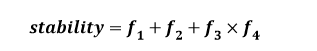 stability = f₁ + f₂ + f₃ × f₄